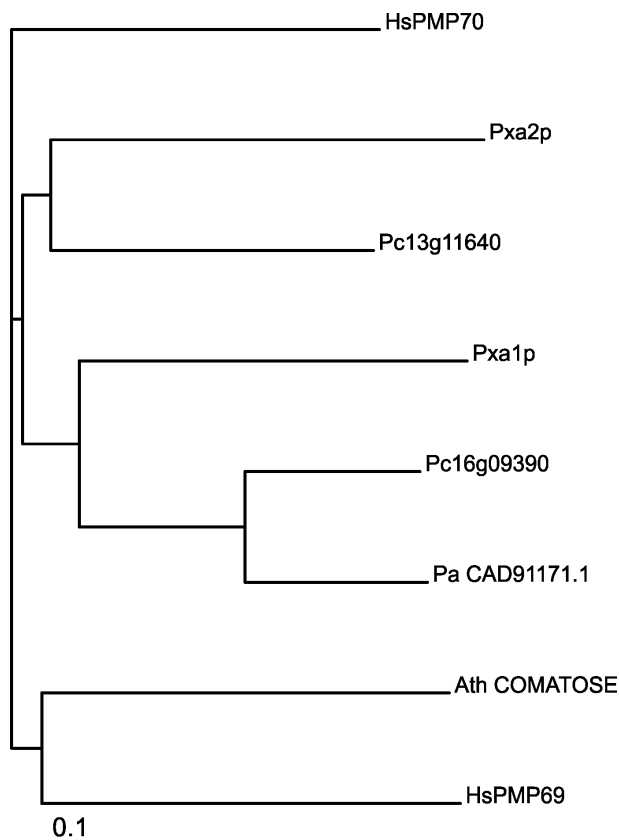 HsPMP70
Pxa2p
Pc13g11640
Pxa1p
Pc16g09390
Pa CAD91171.1
Ath COMATOSE
HsPMP69
0.1